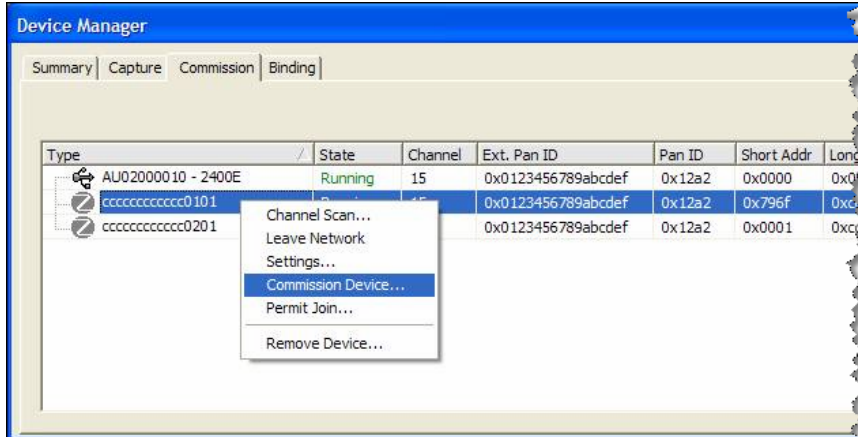 Device Manager
Summary Capture Commission Binding
Type State Channel Ext. Pan ID Pan ID Short Addr Long
AU02000010 - 2400E Running 15 0x0123456789abcdef 0x12a2 0x0000
cccccccccccc0101 0x0123456789abcdef 0x12a2 0x796f
cccccccccccc0201 0x0123456789abcdef 0x12a2 0x0001
Channel Scan...
Leave Network
Settings...
Commission Device...
Permit Join...
Remove Device...